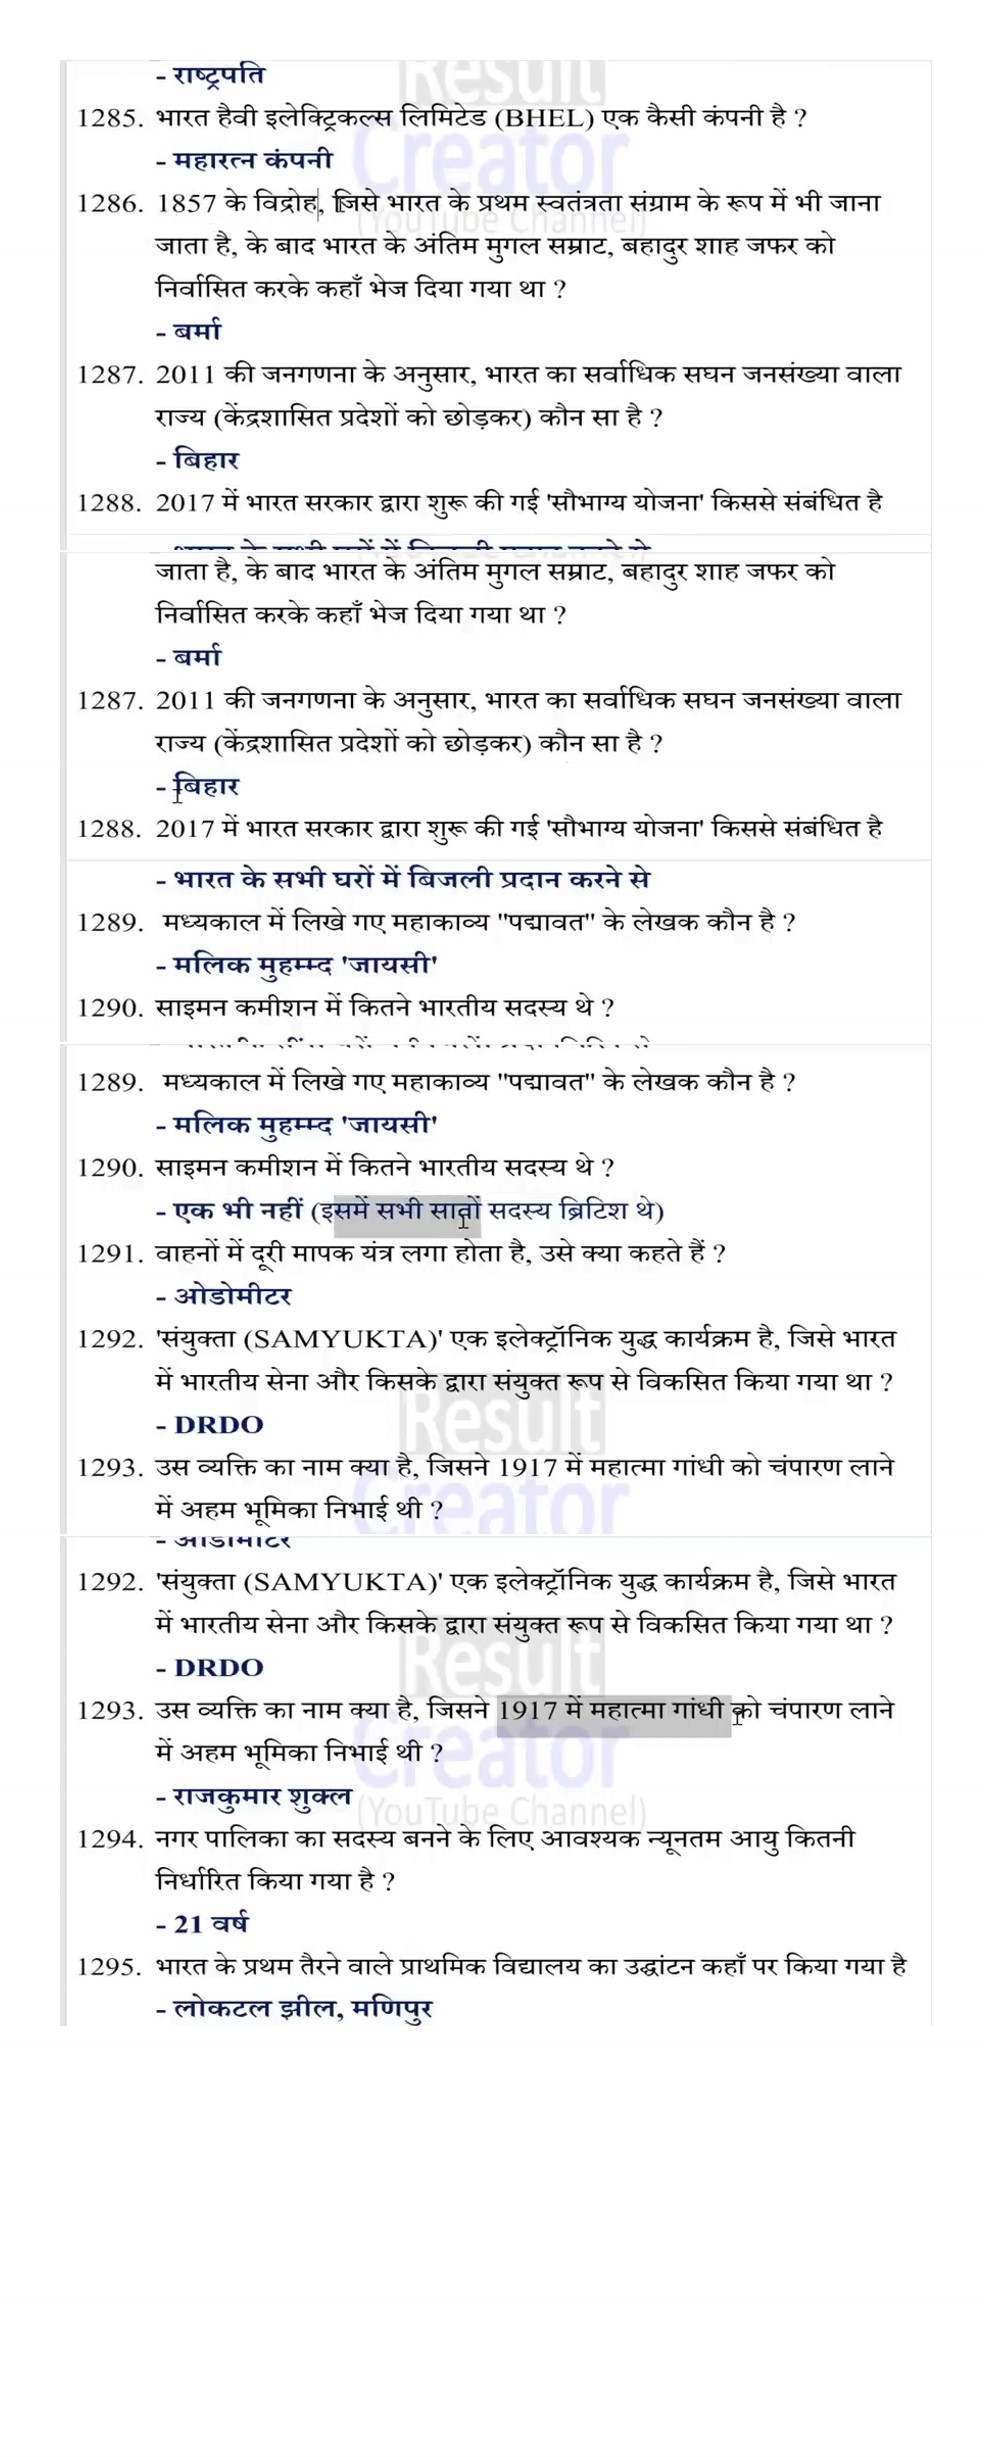 Result
- राष्ट्रपति
1285. भारत हैवी इलेक्ट्रिकल्स लिमिटेड (BHEL) एक कैसी कंपनी है ?
Creator
- महारत्न कंपनी
1286. 1857 के विद्रोह, जिसे भारत के प्रथम स्वतंत्रता संग्राम के रूप में भी जाना
(YouTube Channel)
जाता है, के बाद भारत के अंतिम मुगल सम्राट, बहादुर शाह जफर को
निर्वासित करके कहाँ भेज दिया गया था ?
- बर्मा
1287. 2011 की जनगणना के अनुसार, भारत का सर्वाधिक सघन जनसंख्या वाला
राज्य (केंद्रशासित प्रदेशों को छोड़कर) कौन सा है ?
- बिहार
1288. 2017 में भारत सरकार द्वारा शुरू की गई 'सौभाग्य योजना' किससे संबंधित है
जाता है, के बाद भारत के अंतिम मुगल सम्राट, बहादुर शाह जफर को
निर्वासित करके कहाँ भेज दिया गया था ?
- बर्मा
1287. 2011 की जनगणना के अनुसार, भारत का सर्वाधिक सघन जनसंख्या वाला
राज्य (केंद्रशासित प्रदेशों को छोड़कर) कौन सा है ?
- बिहार
1288. 2017 में भारत सरकार द्वारा शुरू की गई 'सौभाग्य योजना' किससे संबंधित है
- भारत के सभी घरों में बिजली प्रदान करने से
1289. मध्यकाल में लिखे गए महाकाव्य "पद्मावत" के लेखक कौन है ?
- मलिक मुहम्म्द 'जायसी'
1290. साइमन कमीशन में कितने भारतीय सदस्य थे ?
1289. मध्यकाल में लिखे गए महाकाव्य "पद्मावत" के लेखक कौन है ?
- मलिक मुहम्म्द 'जायसी'
1290. साइमन कमीशन में कितने भारतीय सदस्य थे ?
- एक भी नहीं (इसमें सभी सातों सदस्य ब्रिटिश थे)
1291. वाहनों में दूरी मापक यंत्र लगा होता है, उसे क्या कहते हैं ?
- ओडोमीटर
1292. 'संयुक्ता (SAMYUKTA)' एक इलेक्ट्रॉनिक युद्ध कार्यक्रम है, जिसे भारत
में भारतीय सेना और किसके द्वारा संयुक्त रूप से विकसित किया गया था ?
Result
- DRDO
1293. उस व्यक्ति का नाम क्या है, जिसने 1917 में महात्मा गांधी को चंपारण लाने
Creator
में अहम भूमिका निभाई थी ?
- ओडोमीटर
1292. 'संयुक्ता (SAMYUKTA)' एक इलेक्ट्रॉनिक युद्ध कार्यक्रम है, जिसे भारत
में भारतीय सेना और किसके द्वारा संयुक्त रूप से विकसित किया गया था ?
Result
- DRDO
1293. उस व्यक्ति का नाम क्या है, जिसने 1917 में महात्मा गांधी को चंपारण लाने
में अहम भूमिका निभाई थी ?
Creator
- राजकुमार शुक्ल
(YouTube Channel)
1294. नगर पालिका का सदस्य बनने के लिए आवश्यक न्यूनतम आयु कितनी
निर्धारित किया गया है ?
- 21 वर्ष
1295. भारत के प्रथम तैरने वाले प्राथमिक विद्यालय का उद्घांटन कहाँ पर किया गया है
- लोकटल झील, मणिपुर